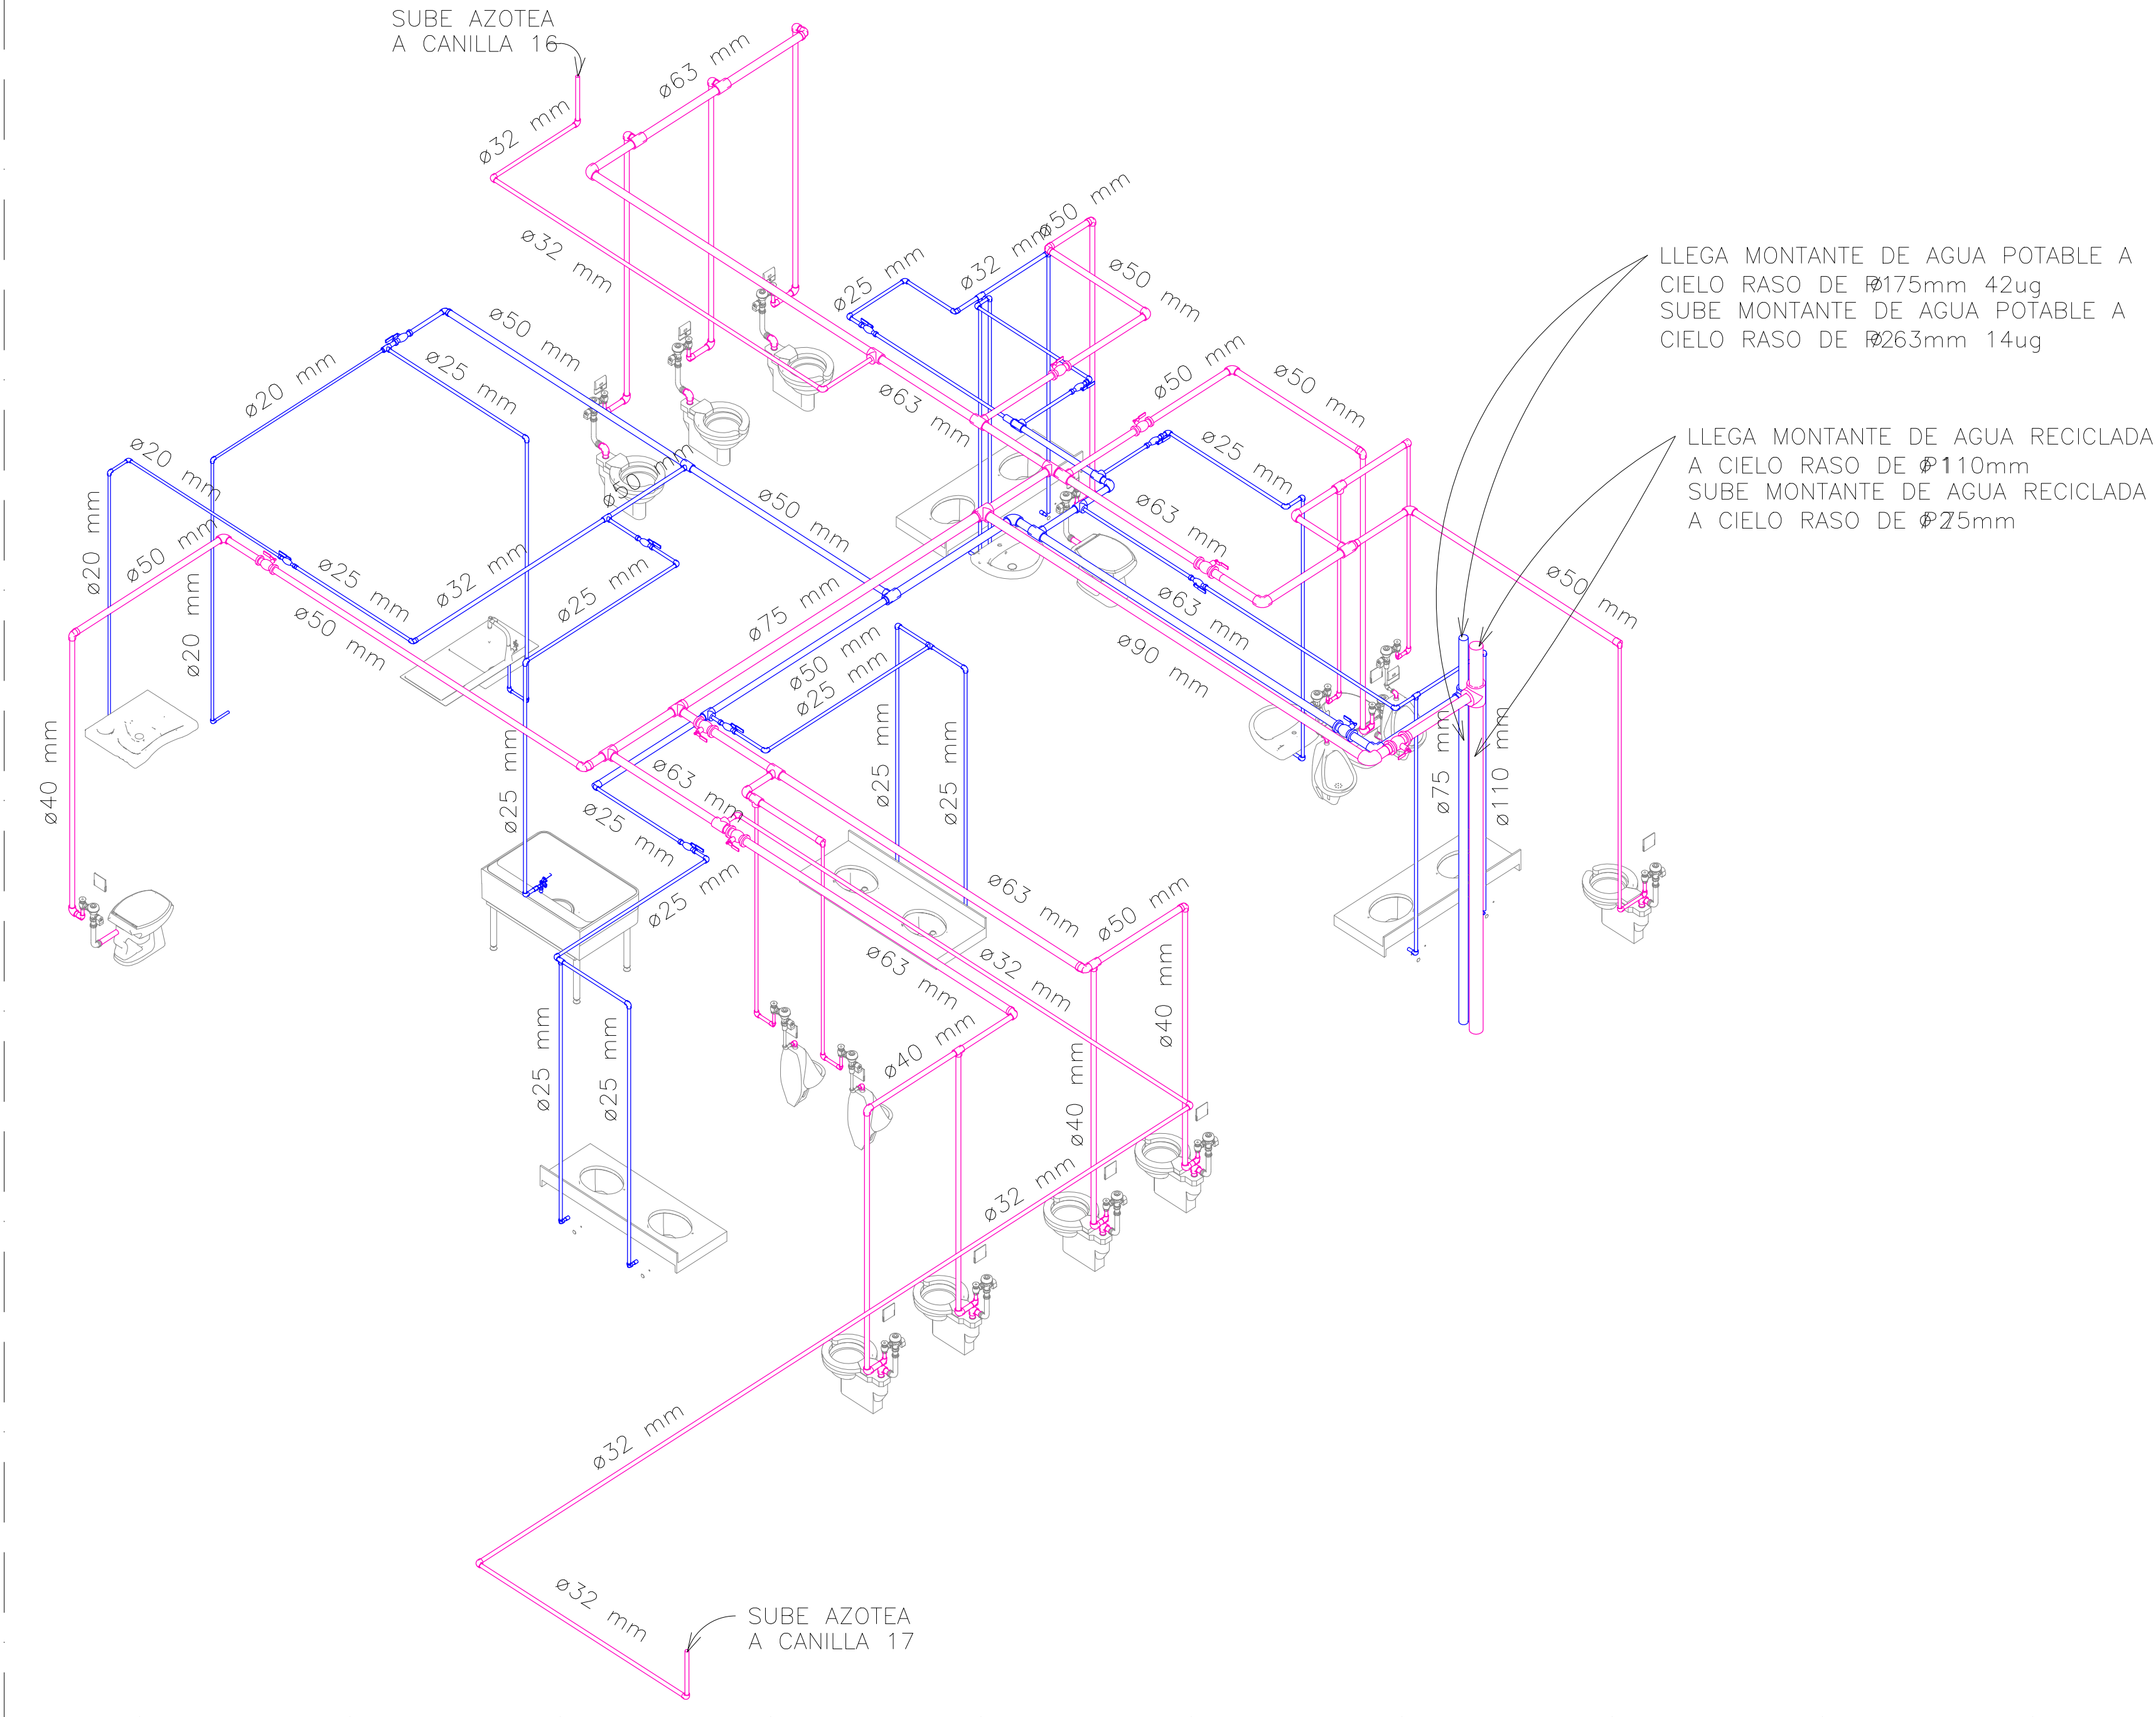 SUBE AZOTEA
A CANILLA 16
ø63 mm
ø32 mm
ø32 mm
ø50 mm
ø32 mm
ø25 mm
ø50 mm
LLEGA MONTANTE DE AGUA POTABLE A
CIELO RASO DE P1 ø75mm 42ug
SUBE MONTANTE DE AGUA POTABLE A
CIELO RASO DE P2 ø63mm 14ug
ø50 mm
ø25 mm
ø20 mm
ø63 mm
ø50 mm
ø50 mm
LLEGA MONTANTE DE AGUA RECICLADA
A CIELO RASO DE P1 ø110mm
SUBE MONTANTE DE AGUA RECICLADA
A CIELO RASO DE P2 ø75mm
ø20 mm
ø20 mm
ø50 mm
ø20 mm
ø25 mm
ø50 mm
ø32 mm
ø50 mm
ø50 mm
ø25 mm
ø25 mm
ø63 mm
ø63 mm
ø90 mm
ø75 mm
ø50 mm
ø25 mm
ø50 mm
ø40 mm
ø25 mm
ø63 mm
ø25 mm
ø25 mm
ø25 mm
ø25 mm
ø75 mm
ø110 mm
ø63 mm
ø50 mm
ø32 mm
ø63 mm
ø40 mm
ø40 mm
ø40 mm
ø25 mm
ø25 mm
ø32 mm
ø32 mm
ø32 mm
SUBE AZOTEA
A CANILLA 17